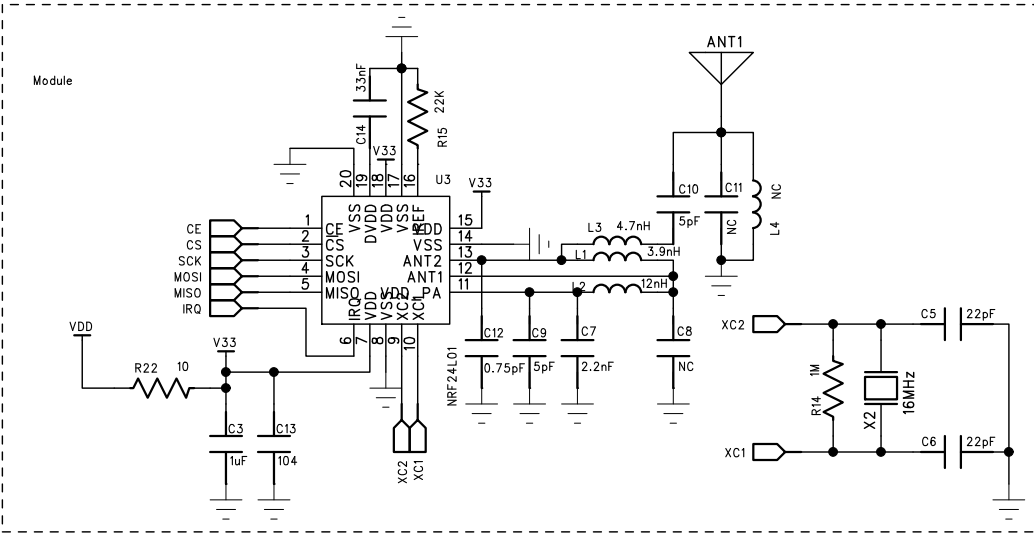 Module
ANT1
33nF
C14
22K
R15
V33
U3
V33
20
19
18
17
16
VSS
DVDD
VDD
VSS
IREF
CE
CS
SCK
MOSI
MISO
IRQ
1
2
3
4
5
CE
CS
SCK
MOSI
MISO
VDD
VSS
ANT2
ANT1
VDD_PA
15
14
13
12
11
IRQ
VDD
VSS
XC2
XC1
6
7
8
9
10
NRF24L01
L3
4.7nH
L1
3.9nH
L2
12nH
C10
5pF
C11
NC
NC
L4
C12
0.75pF
C9
5pF
C7
2.2nF
C8
NC
VDD
R22
10
V33
C3
1uF
C13
104
XC2
XC1
XC2
XC1
R14
1M
X2
16MHz
C5
22pF
C6
22pF